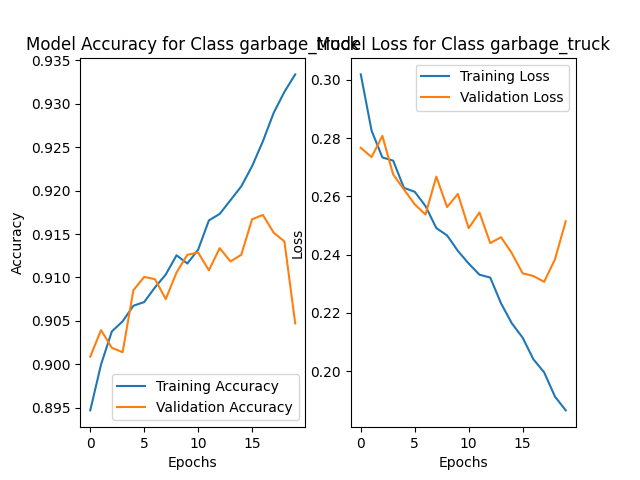 Model Accuracy for Class garbage_truck
Model Loss for Class garbage_truck
0.935
0.930
0.925
0.920
0.915
0.910
0.905
0.900
0.895
Accuracy
Training Accuracy
Validation Accuracy
0
5
10
15
Epochs
0.30
0.28
0.26
0.24
0.22
0.20
Loss
Training Loss
Validation Loss
0
5
10
15
Epochs